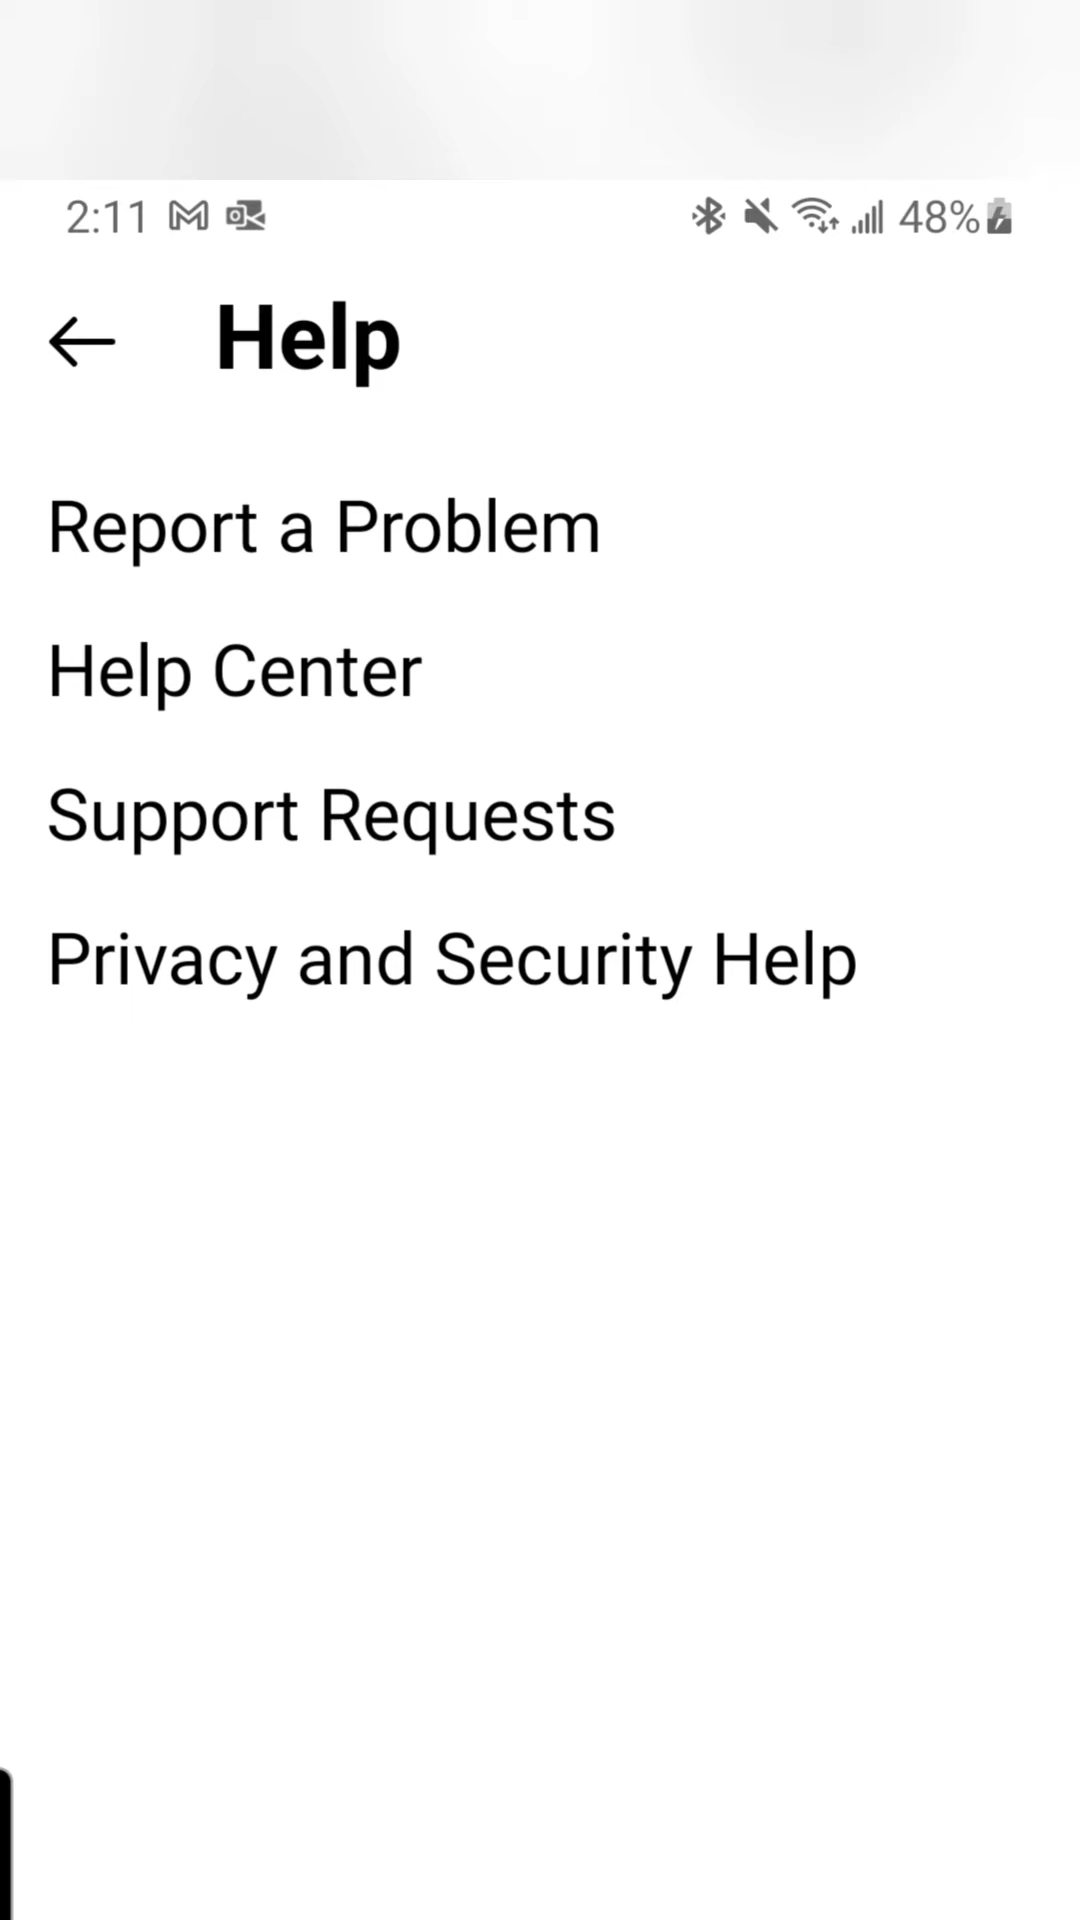 2:11 48%
Help
Report a Problem
Help Center
Support Requests
Privacy and Security Help